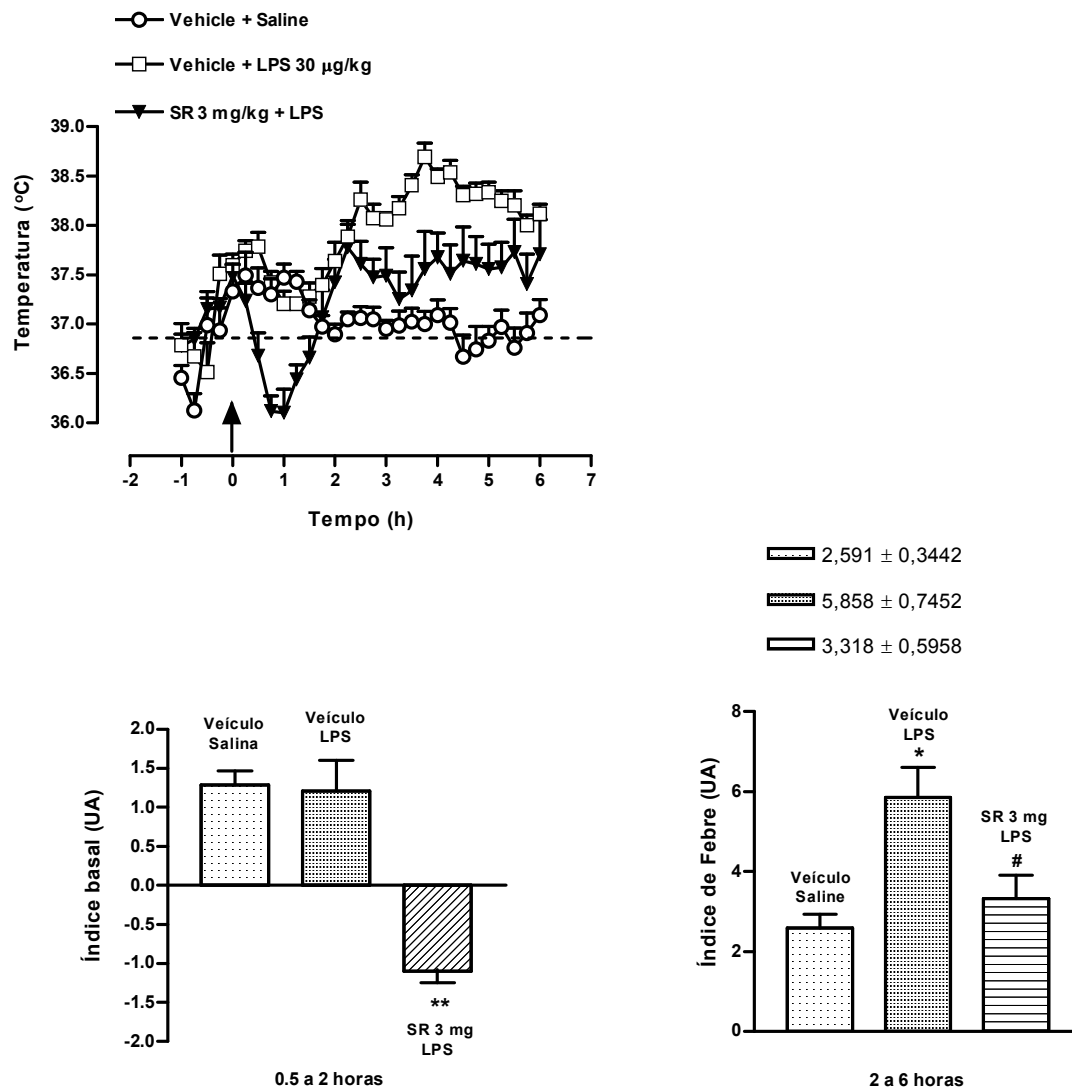 Vehicle + Saline
Vehicle + LPS 30 μg/kg
SR 3 mg/kg + LPS
39.0
38.5
38.0
37.5
37.0
36.5
36.0
Temperatura (ºC)
-2 -1 0 1 2 3 4 5 6 7
Tempo (h)
2,591 ± 0,3442
5,858 ± 0,7452
3,318 ± 0,5958
2.0
1.5
1.0
0.5
0.0
-0.5
-1.0
-1.5
-2.0
Índice basal (UA)
Veículo
Salina
Veículo
LPS
**
SR 3 mg
LPS
0.5 a 2 horas
8
6
4
2
0
Índice de Febre (UA)
Veículo
Saline
Veículo
LPS
*
SR 3 mg
LPS
#
2 a 6 horas